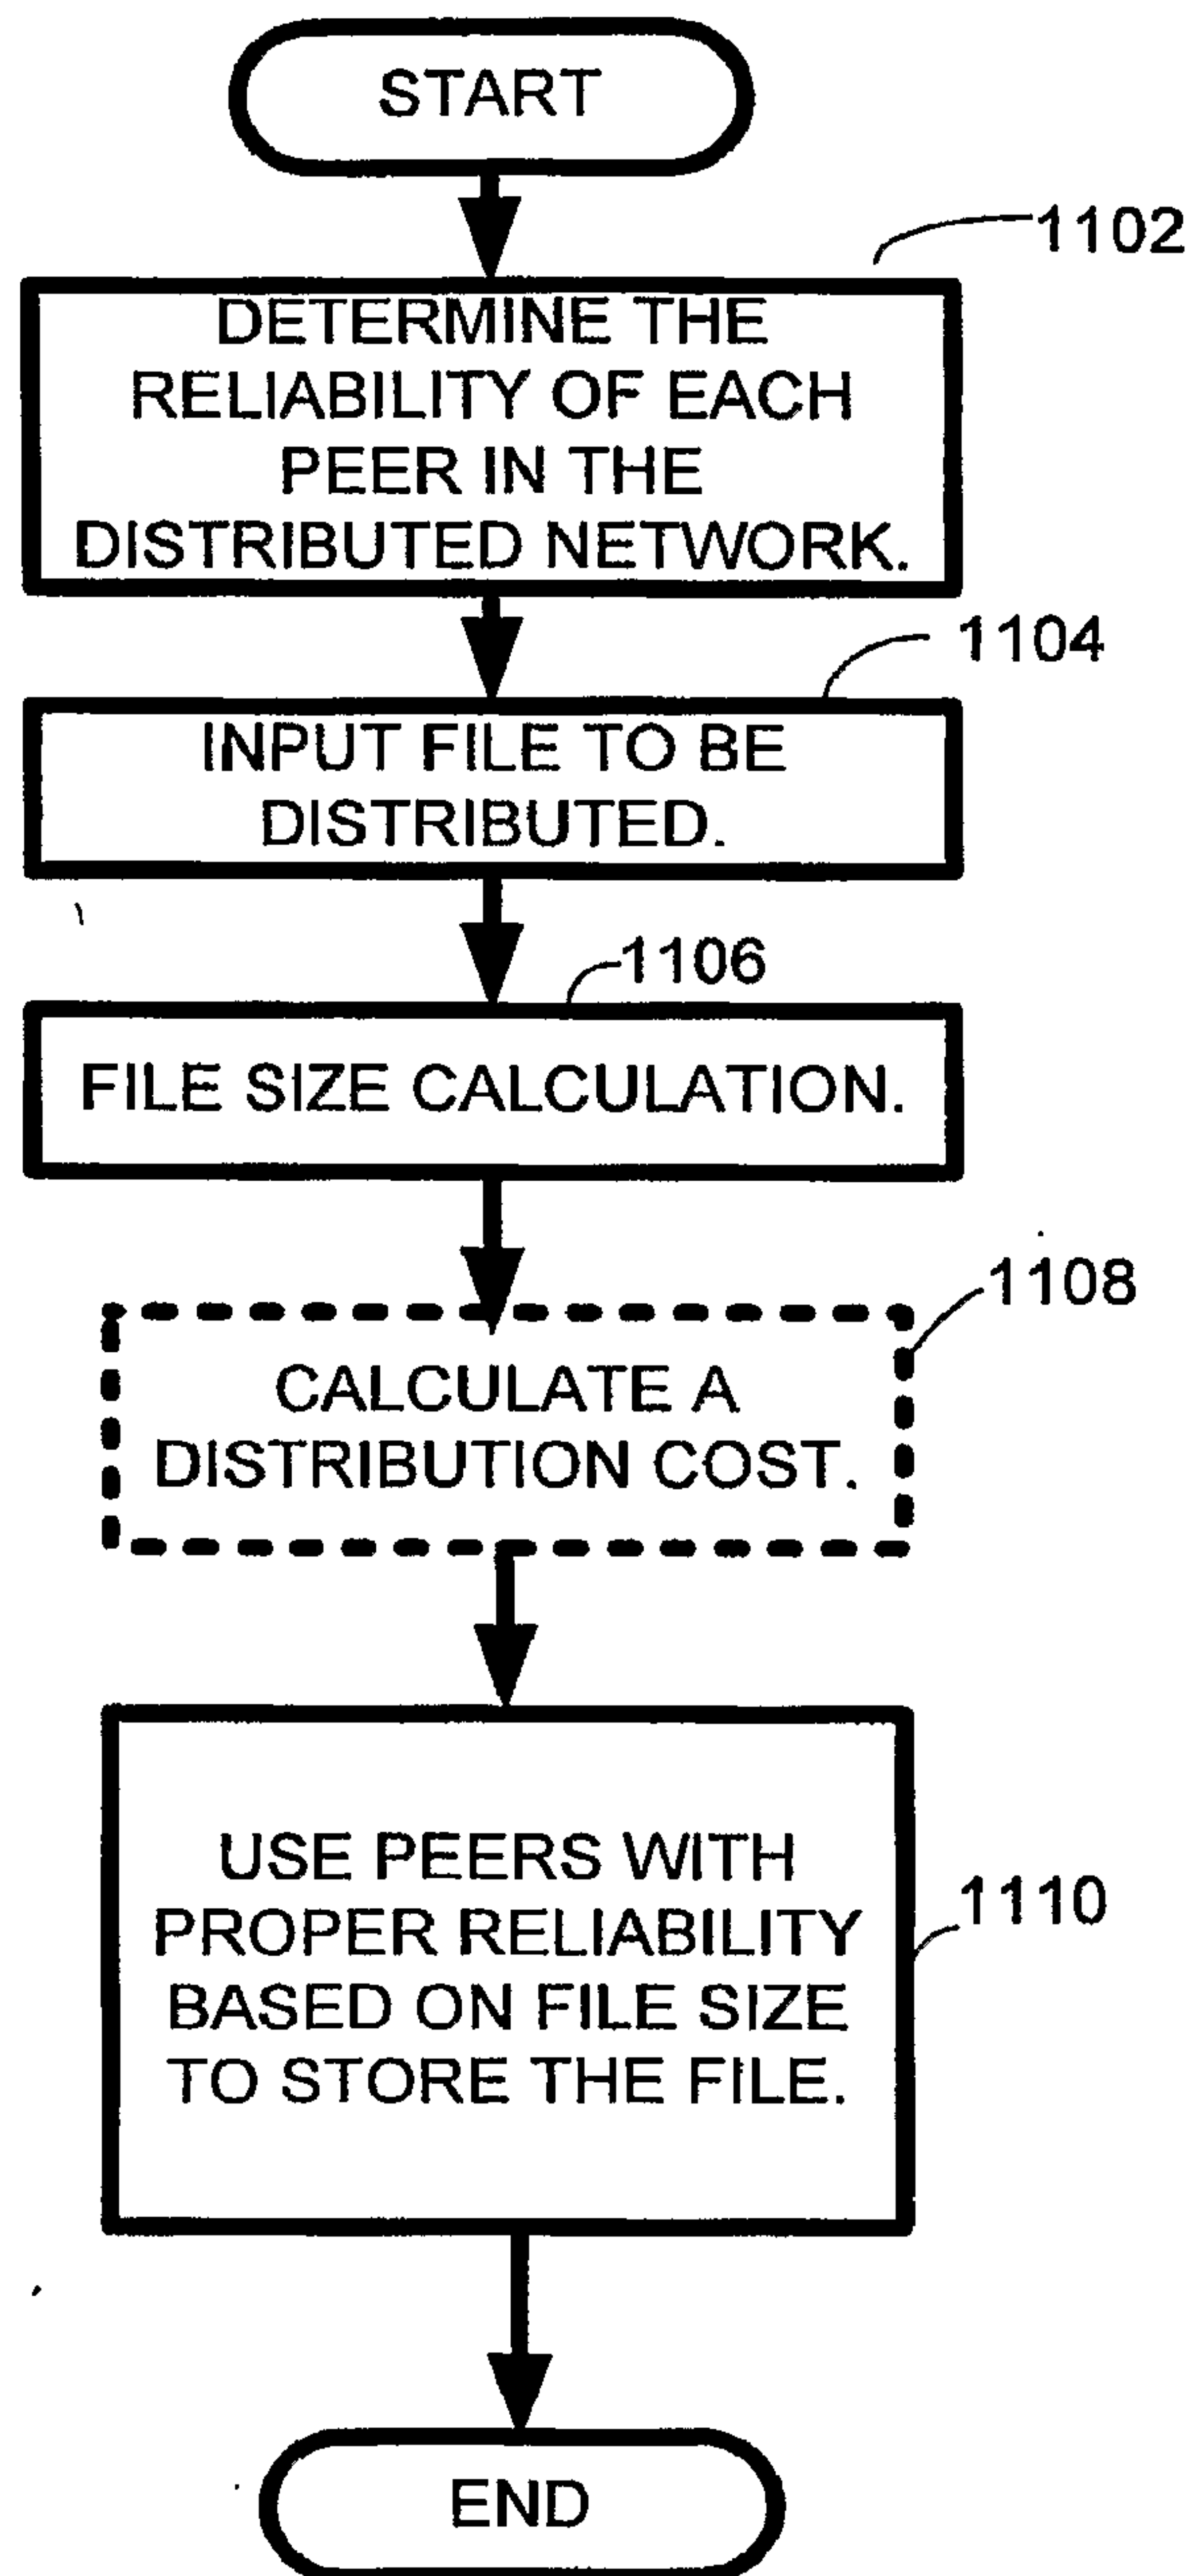 START
1102
DETERMINE THE
RELIABILITY OF EACH
PEER IN THE
DISTRIBUTED NETWORK.
1104
INPUT FILE TO BE
DISTRIBUTED.
1106
FILE SIZE CALCULATION.
1108
CALCULATE A
DISTRIBUTION COST.
USE PEERS WITH
PROPER RELIABILITY
BASED ON FILE SIZE
TO STORE THE FILE.
1110
END